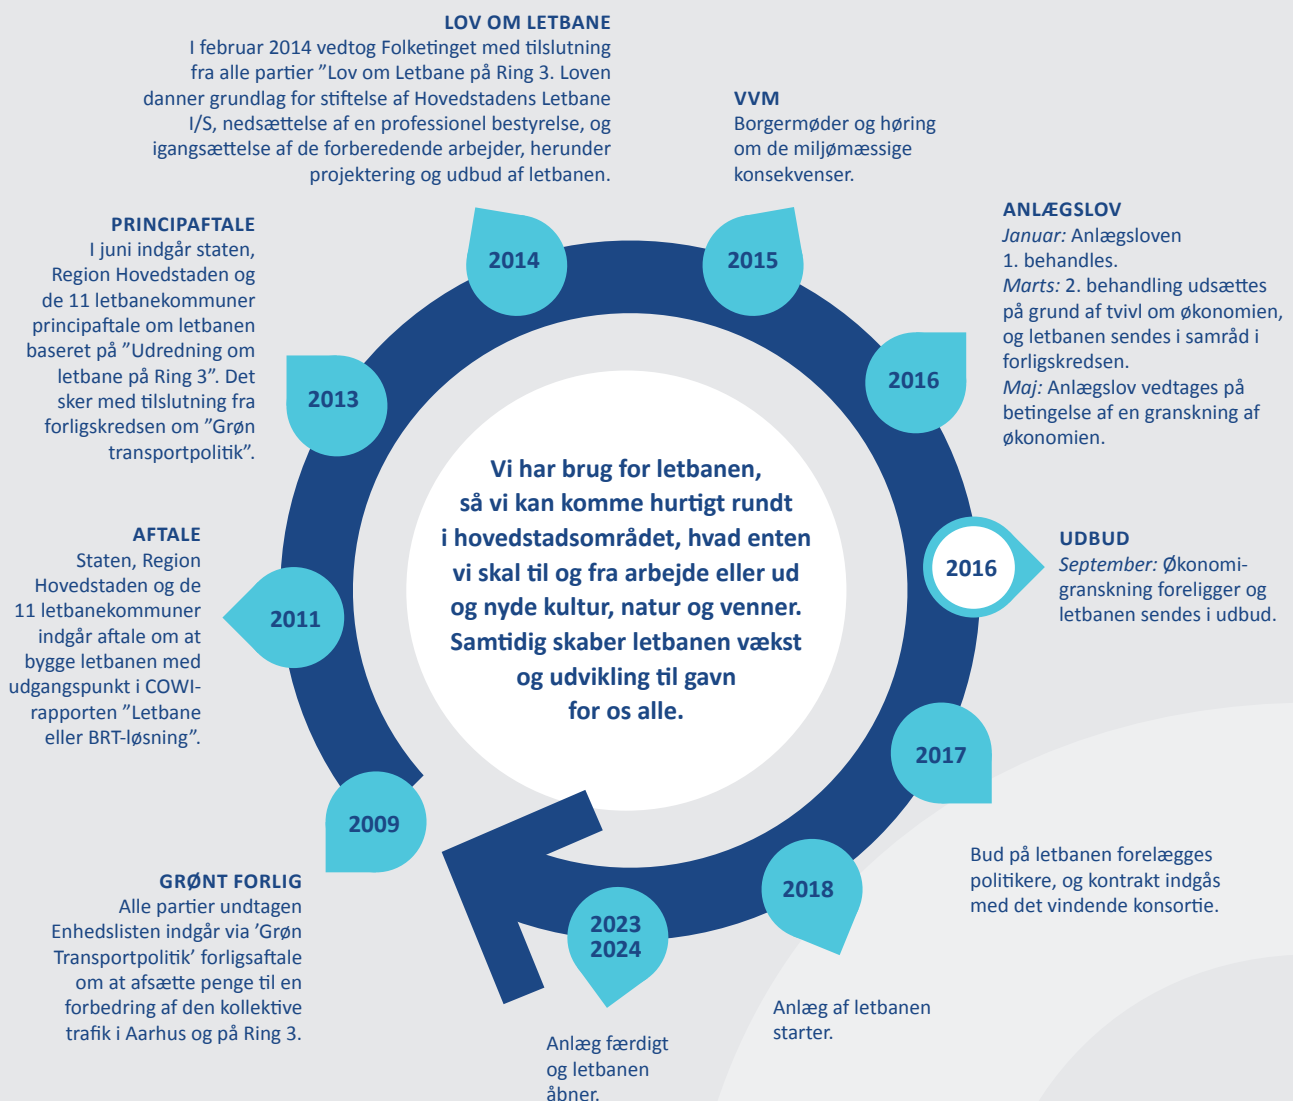 LOV OM LETBANE
I februar 2014 vedtog Folketinget med tilslutning
fra alle partier ”Lov om Letbane på Ring 3. Loven
danner grundlag for stiftelse af Hovedstadens Letbane
I/S, nedsættelse af en professionel bestyrelse, og
igangsættelse af de forberedende arbejder, herunder
projektering og udbud af letbanen.
VVM
Borgermøder og høring
om de miljømæssige
konsekvenser.
PRINCIPAFTALE
I juni indgår staten,
Region Hovedstaden og
de 11 letbanekommuner
principaftale om letbanen
baseret på ”Udredning om
letbane på Ring 3”. Det
sker med tilslutning fra
forligskredsen om ”Grøn
transportpolitik”.
ANLÆGSLOV
Januar: Anlægsloven
1. behandles.
Marts: 2. behandling udsættes
på grund af tvivl om økonomien,
og letbanen sendes i samråd i
forligskredsen.
Maj: Anlægslov vedtages på
betingelse af en granskning af
økonomien.
2014
2015
2013
2016
Vi har brug for letbanen,
så vi kan komme hurtigt rundt
i hovedstadsområdet, hvad enten
vi skal til og fra arbejde eller ud
og nyde kultur, natur og venner.
Samtidig skaber letbanen vækst
og udvikling til gavn
for os alle.
AFTALE
Staten, Region
Hovedstaden og de
11 letbanekommuner
indgår aftale om at
bygge letbanen med
udgangspunkt i COWI-
rapporten ”Letbane
eller BRT-løsning”.
2011
2016
UDBUD
September: Økonomi-
granskning foreligger og
letbanen sendes i udbud.
2017
Bud på letbanen forelægges
politikere, og kontrakt indgås
med det vindende konsortie.
2009
GRØNT FORLIG
Alle partier undtagen
Enhedslisten indgår via ’Grøn
Transportpolitik’ forligsaftale
om at afsætte penge til en
forbedring af den kollektive
trafik i Aarhus og på Ring 3.
2018
Anlæg af letbanen
starter.
2023
2024
Anlæg færdigt
og letbanen
åbner.